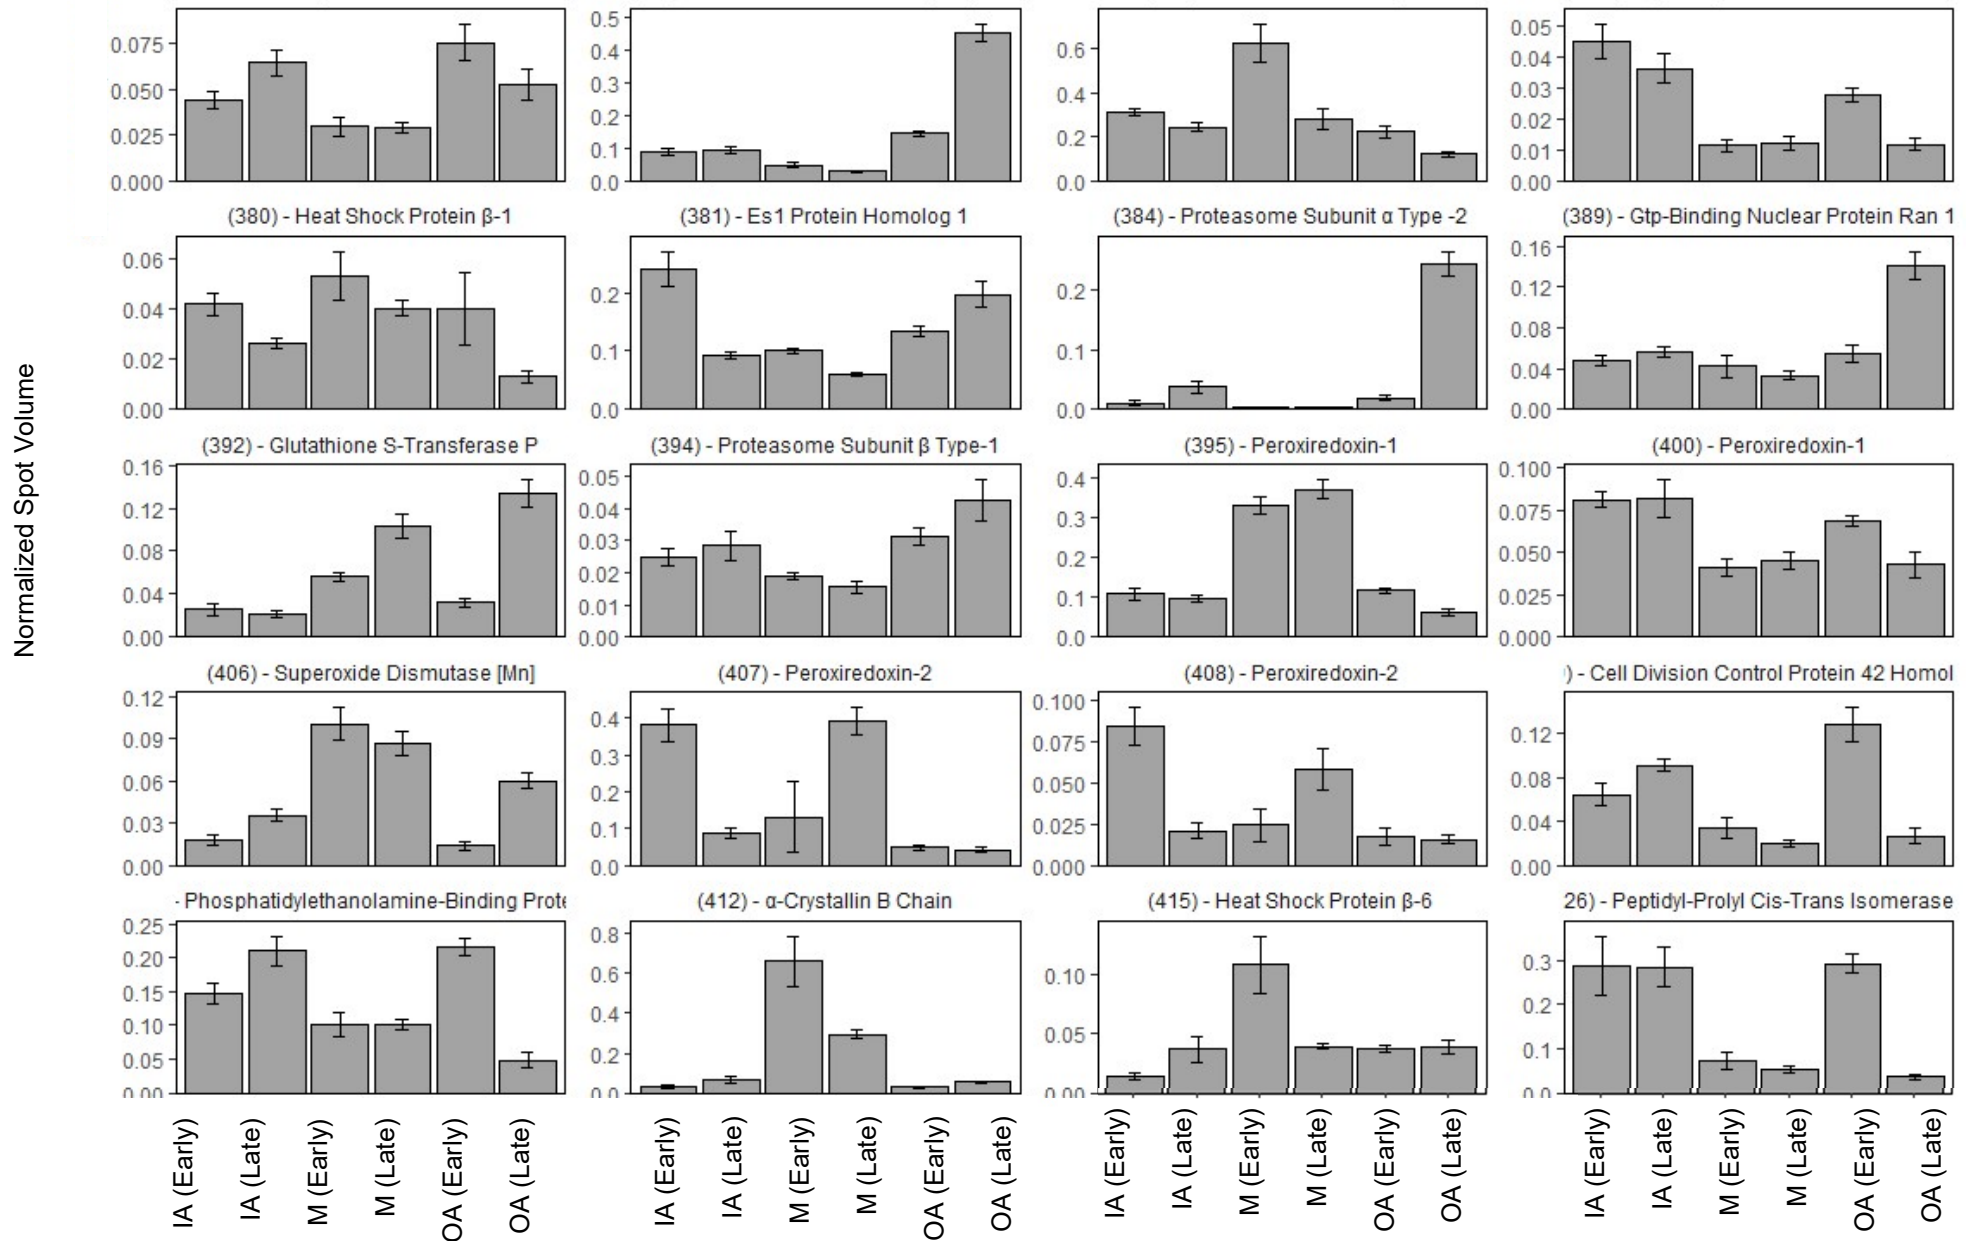 Normalized Spot Volume
0.075
0.050
0.025
0.000
0.5
0.4
0.3
0.2
0.1
0.0
0.6
0.4
0.2
0.0
0.05
0.04
0.03
0.02
0.01
0.00
(380) - Heat Shock Protein β-1
(381) - Es1 Protein Homolog 1
(384) - Proteasome Subunit α Type -2
(389) - Gtp-Binding Nuclear Protein Ran 1
0.06
0.04
0.02
0.00
0.2
0.1
0.0
0.2
0.1
0.0
0.16
0.12
0.08
0.04
0.00
(392) - Glutathione S-Transferase P
(394) - Proteasome Subunit β Type-1
(395) - Peroxiredoxin-1
(400) - Peroxiredoxin-1
0.16
0.12
0.08
0.04
0.00
0.05
0.04
0.03
0.02
0.01
0.00
0.4
0.3
0.2
0.1
0.0
0.100
0.075
0.050
0.025
0.000
(406) - Superoxide Dismutase [Mn]
(407) - Peroxiredoxin-2
(408) - Peroxiredoxin-2
) - Cell Division Control Protein 42 Homol
0.12
0.09
0.06
0.03
0.00
0.4
0.3
0.2
0.1
0.0
0.100
0.075
0.050
0.025
0.000
0.12
0.08
0.04
0.00
- Phosphatidylethanolamine-Binding Prote
(412) - α-Crystallin B Chain
(415) - Heat Shock Protein β-6
26) - Peptidyl-Prolyl Cis-Trans Isomerase
0.25
0.20
0.15
0.10
0.05
0.00
0.8
0.6
0.4
0.2
0.0
0.10
0.05
0.00
0.3
0.2
0.1
0.0
IA (Early)
IA (Late)
M (Early)
M (Late)
OA (Early)
OA (Late)
IA (Early)
IA (Late)
M (Early)
M (Late)
OA (Early)
OA (Late)
IA (Early)
IA (Late)
M (Early)
M (Late)
OA (Early)
OA (Late)
IA (Early)
IA (Late)
M (Early)
M (Late)
OA (Early)
OA (Late)